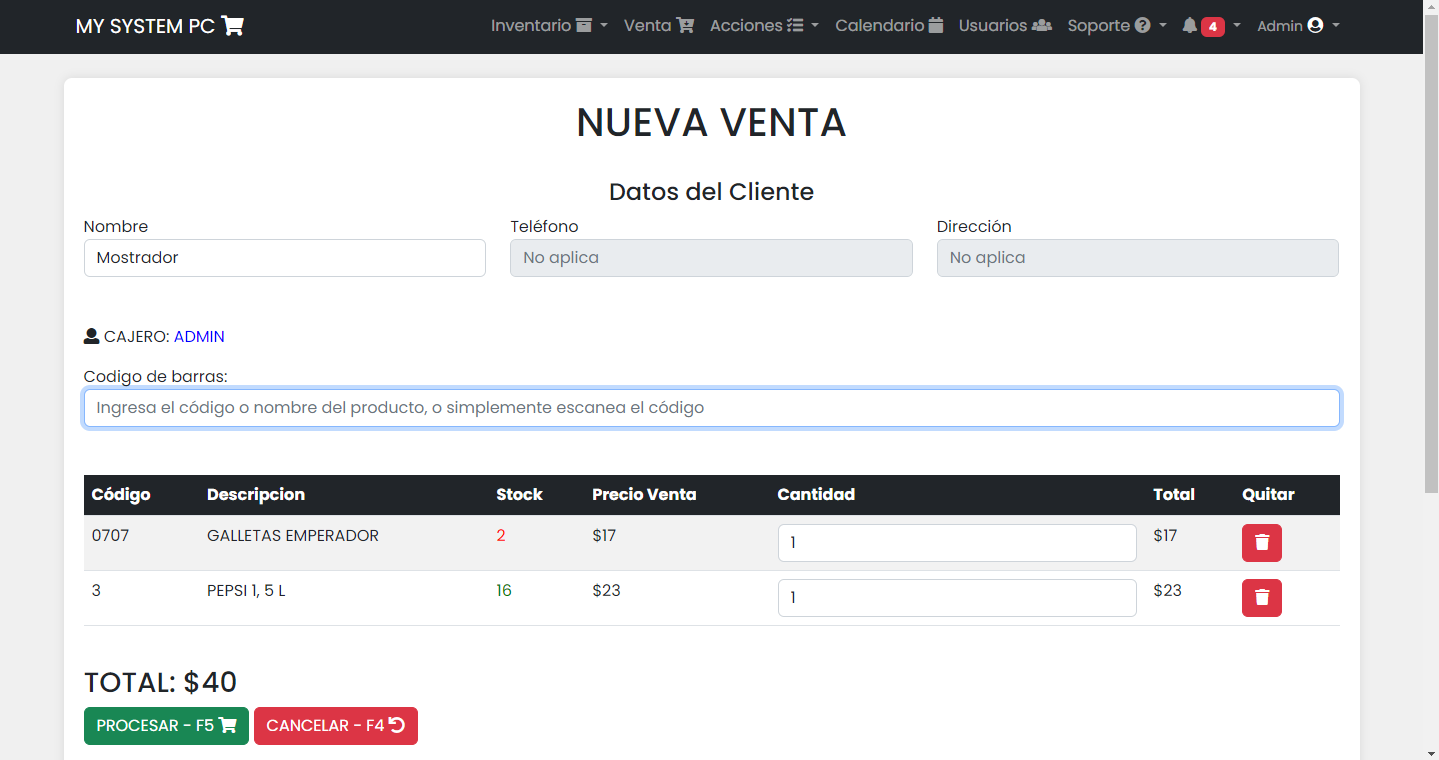 MY SYSTEM PC Inventario Venta Acciones Calendario Usuarios Soporte 4 Admin
NUEVA VENTA
Datos del Cliente
Nombre Teléfono Dirección
Mostrador No aplica No aplica
CAJERO: ADMIN
Codigo de barras:
Ingresa el código o nombre del producto, o simplemente escanea el código
Código Descripcion Stock Precio Venta Cantidad Total Quitar
0707 GALLETAS EMPERADOR 2 $17 1 $17
3 PEPSI 1, 5 L 16 $23 1 $23
TOTAL: $40
PROCESAR - F5 CANCELAR - F4